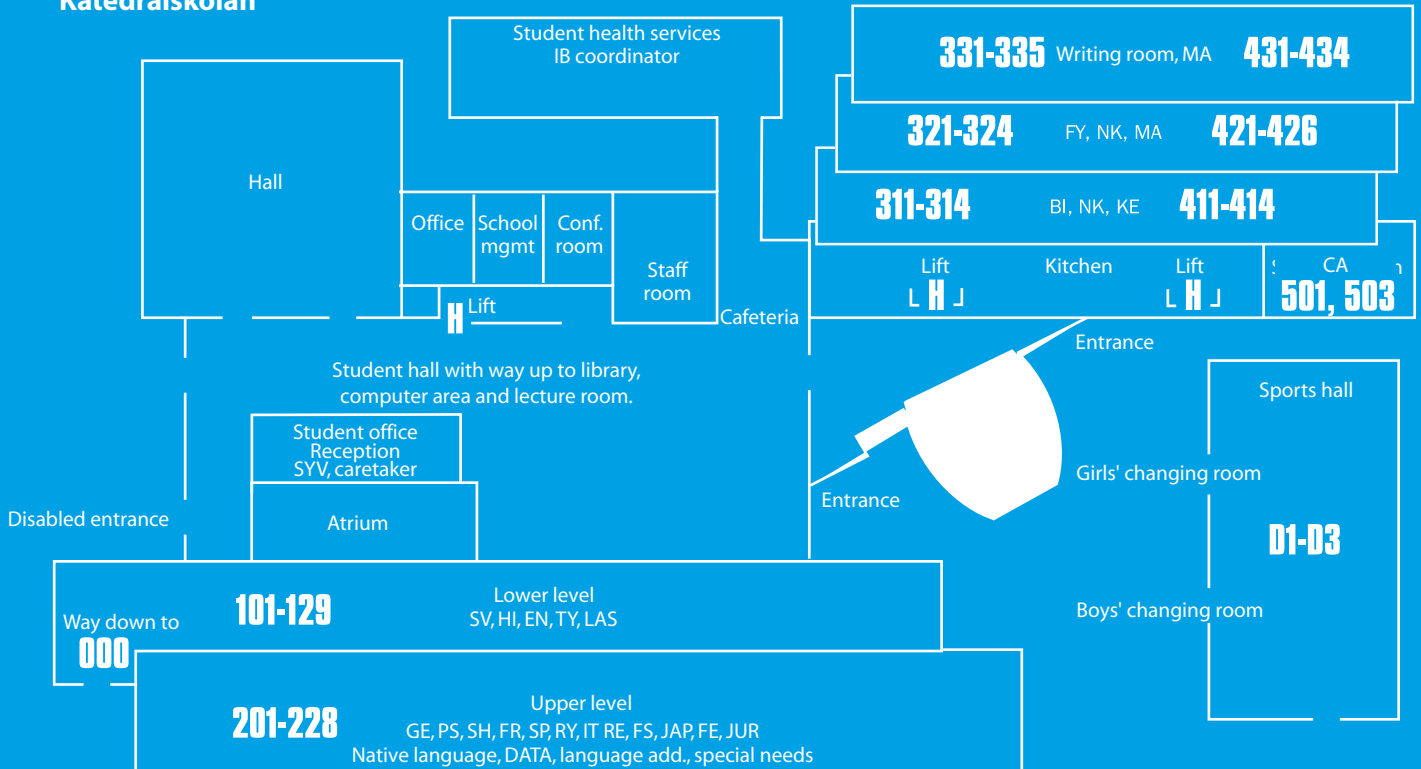 Katedralskolan
Student health services
IB coordinator
331-335 Writing room, MA 431-434
321-324 FY, NK, MA 421-426
311-314 BI, NK, KE 411-414
Hall
Office
School
mgmt
Conf.
room
Staff
room
Lift
H
Kitchen
Lift
H
CA
501, 503
H Lift
Cafeteria
Entrance
Student hall with way up to library,
computer area and lecture room.
Sports hall
Student office
Reception
SYV, caretaker
Girls' changing room
Entrance
Disabled entrance
Atrium
D1-D3
Boys' changing room
Way down to
000
101-129
Lower level
SV, HI, EN, TY, LAS
201-228
Upper level
GE, PS, SH, FR, SP, RY, IT RE, FS, JAP, FE, JUR
Native language, DATA, language add., special needs